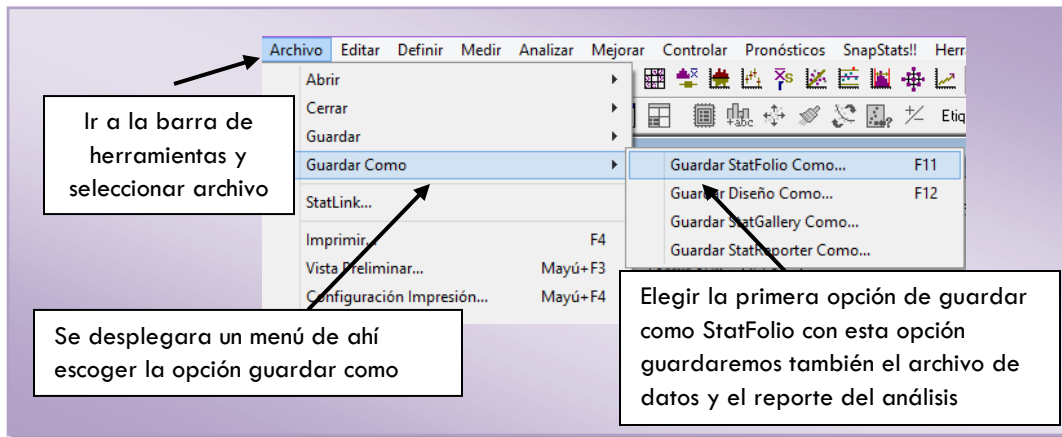 Archivo Editar Definir Medir Analizar Mejorar Controlar Pronósticos SnapStats!! Herr
Abrir
Cerrar
Guardar
Guardar Como
StatLink...
Imprimir... F4
Vista Preliminar... Mayú+F3
Configuración Impresión... Mayú+F4
Etiq
Guardar StatFolio Como... F11
Guardar Diseño Como... F12
Guardar StatGallery Como...
Guardar StatReporter Como...
Ir a la barra de
herramientas y
seleccionar archivo
Se desplegara un menú de ahí
escoger la opción guardar como
Elegir la primera opción de guardar
como StatFolio con esta opción
guardaremos también el archivo de
datos y el reporte del análisis